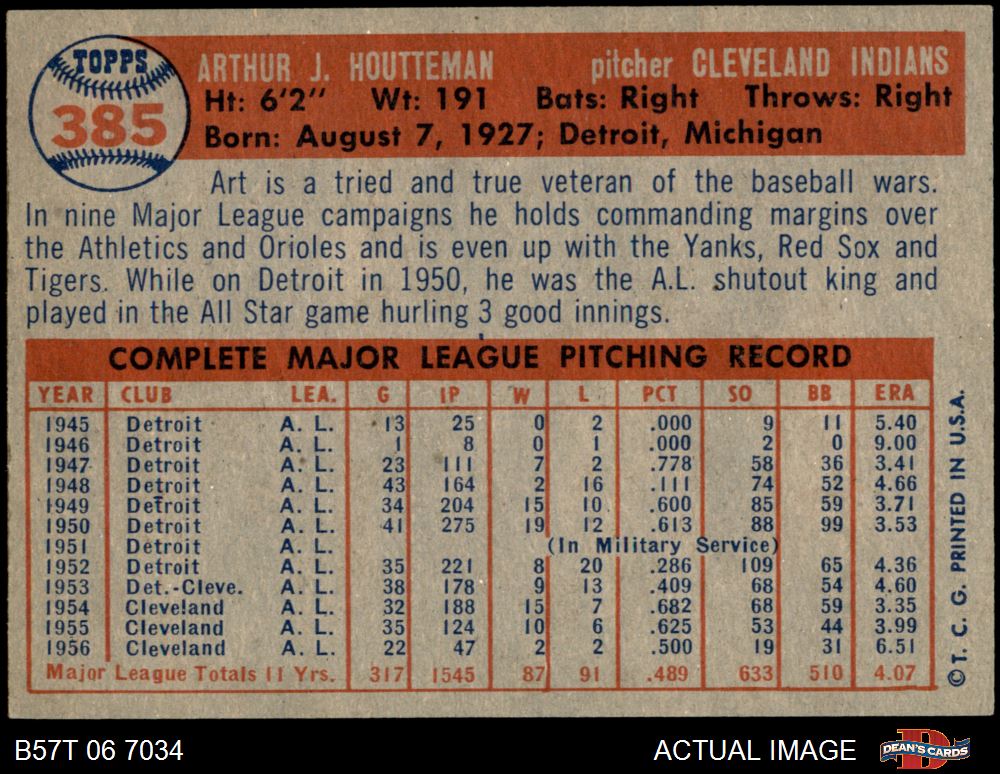 TOPPS
385
ARTHUR J. HOUTTEMAN pitcher CLEVELAND INDIANS
Ht: 6'2" Wt: 191 Bats: Right Throws: Right
Born: August 7, 1927; Detroit, Michigan
Art is a tried and true veteran of the baseball wars.
In nine Major League campaigns he holds commanding margins over
the Athletics and Orioles and is even up with the Yanks, Red Sox and
Tigers. While on Detroit in 1950, he was the A.L. shutout king and
played in the All Star game hurling 3 good innings.
COMPLETE MAJOR LEAGUE PITCHING RECORD
YEAR CLUB LEA. G IP W L PCT SO BB ERA
1945 Detroit A. L. 13 25 0 2 .000 9 11 5.40
1946 Detroit A. L. 1 8 0 1 .000 2 0 9.00
1947 Detroit A. L. 23 111 7 2 .778 58 36 3.41
1948 Detroit A. L. 43 164 2 16 .111 74 52 4.66
1949 Detroit A. L. 34 204 15 10 .600 85 59 3.71
1950 Detroit A. L. 41 275 19 12 .613 88 99 3.53
1951 Detroit A. L. (In Military Service)
1952 Detroit A. L. 35 221 8 20 .286 109 65 4.36
1953 Det.-Cleve. A. L. 38 178 9 13 .409 68 54 4.60
1954 Cleveland A. L. 32 188 15 7 .682 68 59 3.35
1955 Cleveland A. L. 35 124 10 6 .625 53 44 3.99
1956 Cleveland A. L. 22 47 2 2 .500 19 31 6.51
Major League Totals 11 Yrs. 317 1545 87 91 .489 633 510 4.07
©T. C. G. PRINTED IN U.S.A.
B57T 06 7034 ACTUAL IMAGE DEAN'S CARDS